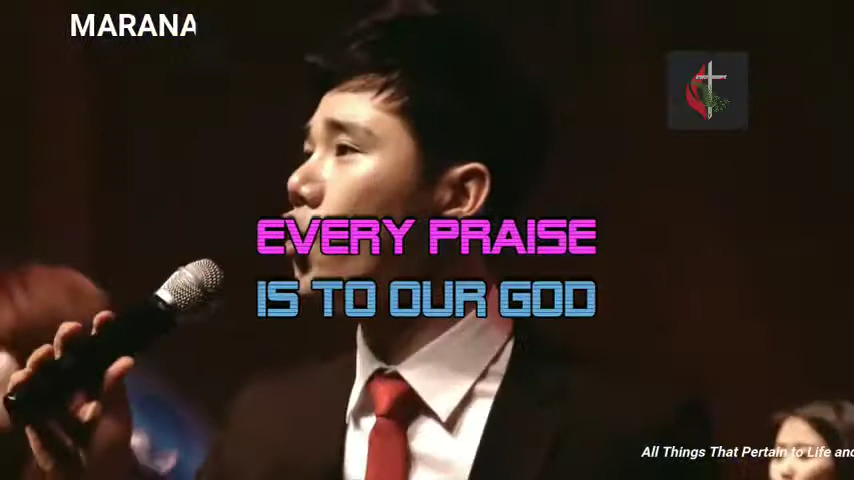 MARANA
EVERY PRAISE
IS TO OUR GOD
All Things That Pertain to Life and